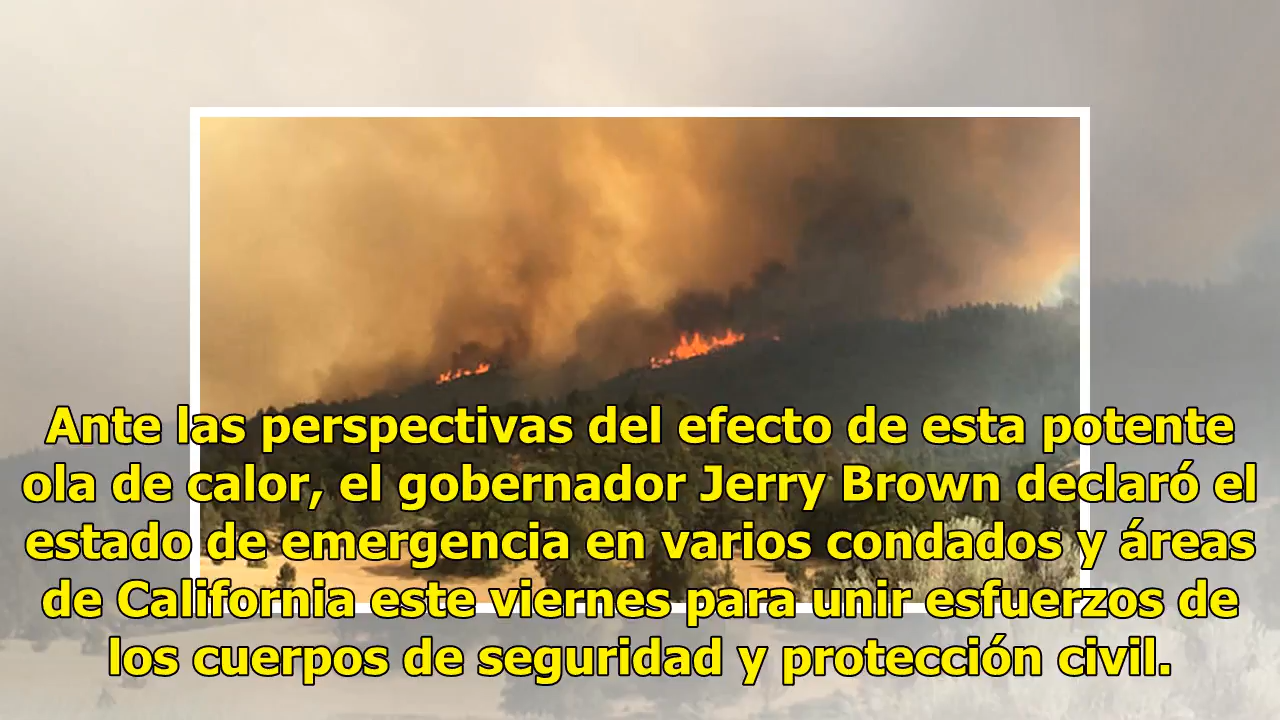 Ante las perspectivas del efecto de esta potente
ola de calor, el gobernador Jerry Brown declaró el
estado de emergencia en varios condados y áreas
de California este viernes para unir esfuerzos de
los cuerpos de seguridad y protección civil.